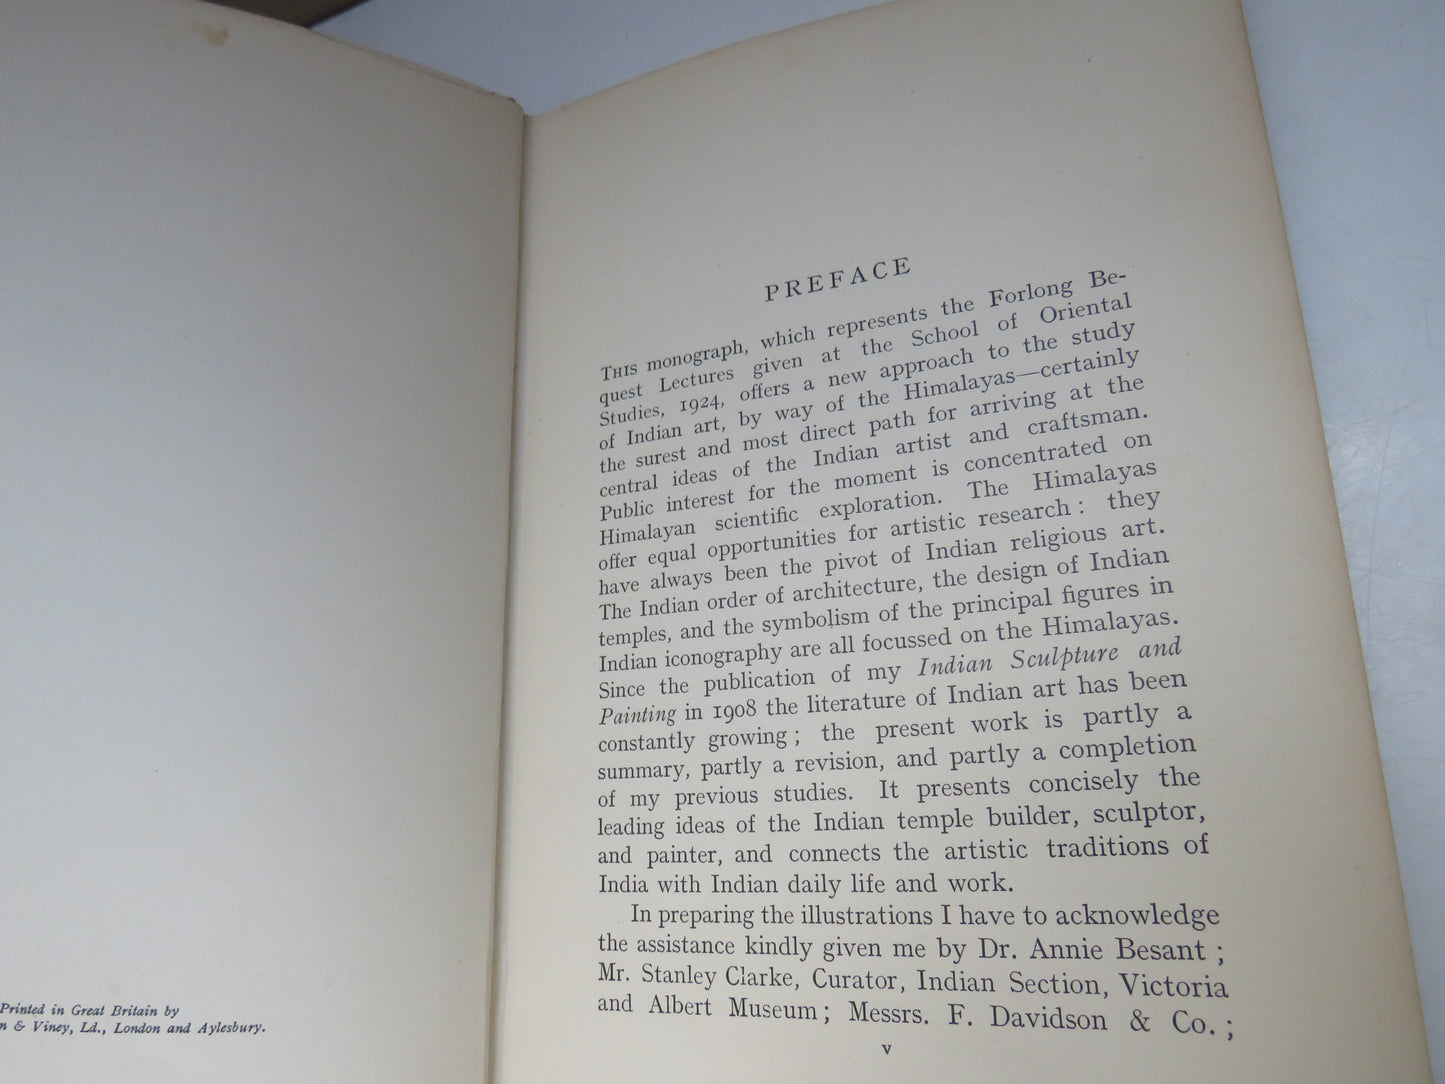 Printed in Great Britain by
n & Viney, Ld., London and Aylesbury.
PREFACE
THIS monograph, which represents the Forlong Be-
quest Lectures given at the School of Oriental
Studies, 1924, offers a new approach to the study
of Indian art, by way of the Himalayas—certainly
the surest and most direct path for arriving at the
central ideas of the Indian artist and craftsman.
Public interest for the moment is concentrated on
Himalayan scientific exploration. The Himalayas
offer equal opportunities for artistic research: they
have always been the pivot of Indian religious art.
The Indian order of architecture, the design of Indian
temples, and the symbolism of the principal figures in
Indian iconography are all focussed on the Himalayas.
Since the publication of my Indian Sculpture and
Painting in 1908 the literature of Indian art has been
constantly growing; the present work is partly a
summary, partly a revision, and partly a completion
of my previous studies. It presents concisely the
leading ideas of the Indian temple builder, sculptor,
and painter, and connects the artistic traditions of
India with Indian daily life and work.
In preparing the illustrations I have to acknowledge
the assistance kindly given me by Dr. Annie Besant;
Mr. Stanley Clarke, Curator, Indian Section, Victoria
and Albert Museum; Messrs. F. Davidson & Co.;
v